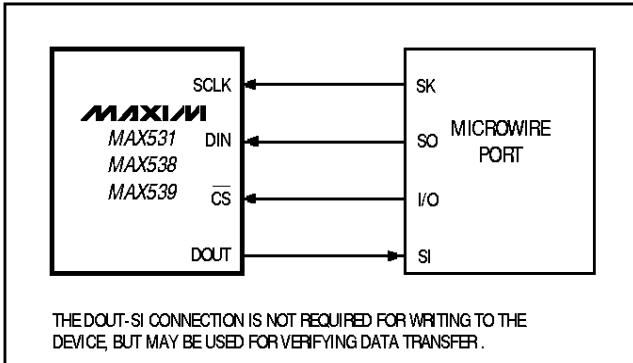 SCLK SK
MAXIM
MAX531 DIN SO MICROWIRE
MAX538 PORT
MAX539 CS I/O
DOUT SI
THE DOUT-SI CONNECTION IS NOT REQUIRED FOR WRITING TO THE
DEVICE, BUT MAY BE USED FOR VERIFYING DATA TRANSFER.